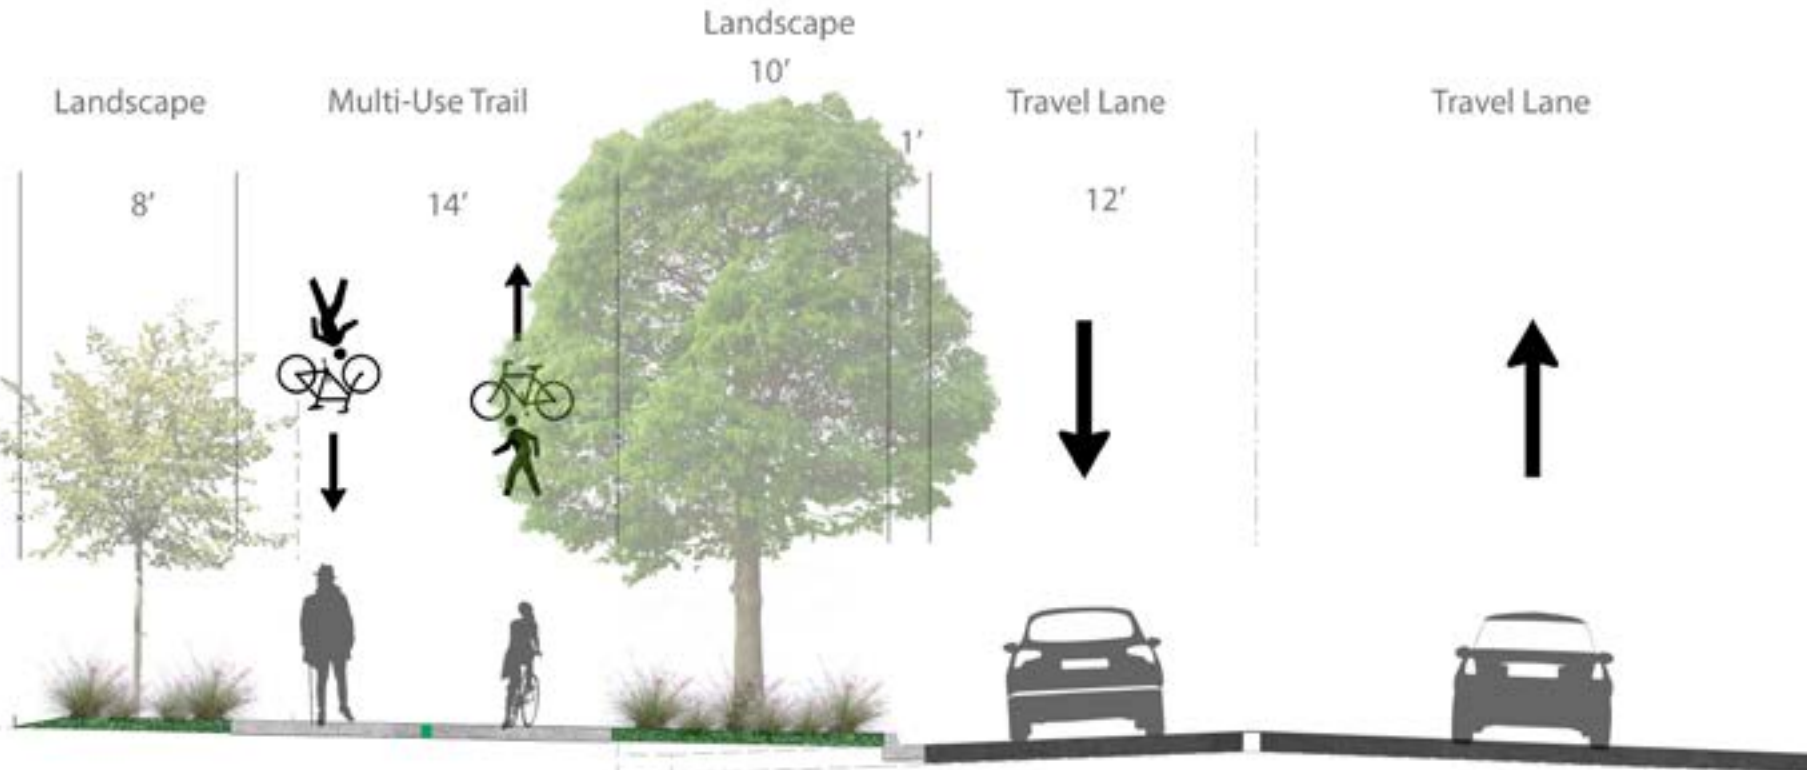 Landscape
10'
Landscape
Multi-Use Trail
Travel Lane
Travel Lane
1'
8'
14'
12'